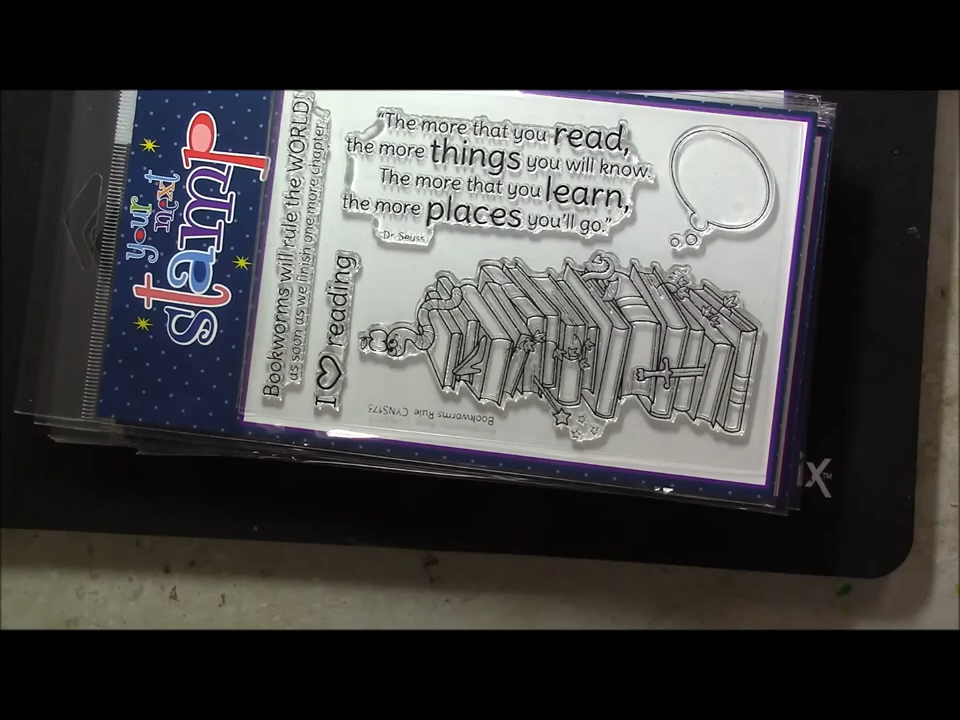 your
next
stamp
Bookworms will rule the WORLD!
as soon as we finish one more chapter
I reading
"The more that you read,
the more things you will know.
The more that you learn,
the more places you'll go."
-Dr. Seuss
Bookworms Rule CYNS175
IX™